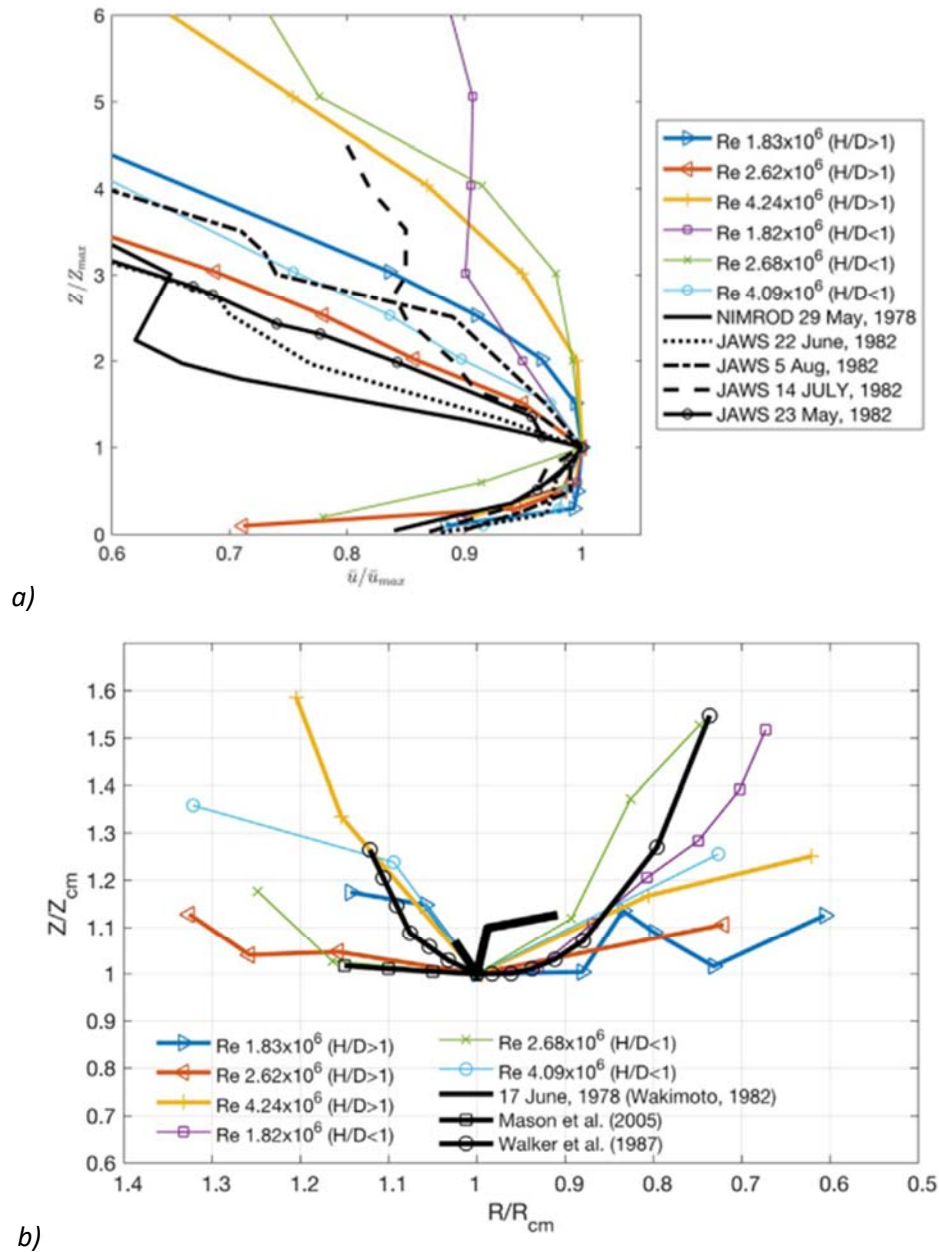 6
5
4
3
2
1
0
Z/Z_max
0.6 0.7 0.8 0.9 1
ū/ū_max
Re 1.83x10^6 (H/D>1)
Re 2.62x10^6 (H/D>1)
Re 4.24x10^6 (H/D>1)
Re 1.82x10^6 (H/D<1)
Re 2.68x10^6 (H/D<1)
Re 4.09x10^6 (H/D<1)
NIMROD 29 May, 1978
JAWS 22 June, 1982
JAWS 5 Aug, 1982
JAWS 14 JULY, 1982
JAWS 23 May, 1982
a)
1.6
1.5
1.4
1.3
1.2
1.1
1
0.9
0.8
0.7
0.6
Z/Z_cm
Re 1.83x10^6 (H/D>1)
Re 2.62x10^6 (H/D>1)
Re 4.24x10^6 (H/D>1)
Re 1.82x10^6 (H/D<1)
Re 2.68x10^6 (H/D<1)
Re 4.09x10^6 (H/D<1)
17 June, 1978 (Wakimoto, 1982)
Mason et al. (2005)
Walker et al. (1987)
1.4 1.3 1.2 1.1 1 0.9 0.8 0.7 0.6 0.5
R/R_cm
b)